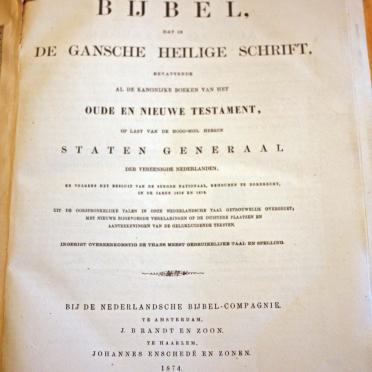 BIJBEL,
DAT IS
DE GANSCHE HEILIGE SCHRIFT,
BEVATTENDE
AL DE KANONIJKE BOEKEN VAN HET
OUDE EN NIEUWE TESTAMENT,
OP LAST VAN DE HOOG-MOG. HEEREN
STATEN GENERAAL
DER VEREENIGDE NEDERLANDEN,
EN VOLGENS HET BESLUIT VAN DE SYNODE NATIONAAL, GEHOUDEN TE DORDRECHT,
IN DE JAREN 1618 EN 1619,
UIT DE OORSPRONKELIJKE TALEN IN ONZE NEDERLANDSCHE TAAL GETROUWELIJK OVERGEZET;
MET NIEUWE BIJGEVOEGDE VERKLARINGEN OP DE DUISTERE PLAATSEN EN
AANTEEKENINGEN VAN DE GELIJKLUIDENDE TEKSTEN.
INGERIGT OVEREENKOMSTIG DE THANS MEEST GEBRUIKELIJKE TAAL EN SPELLING.
BIJ DE NEDERLANDSCHE BIJBEL-COMPAGNIE.
TE AMSTERDAM,
J. BRANDT EN ZOON.
TE HAARLEM,
JOHANNES ENSCHEDÉ EN ZONEN.
1874.